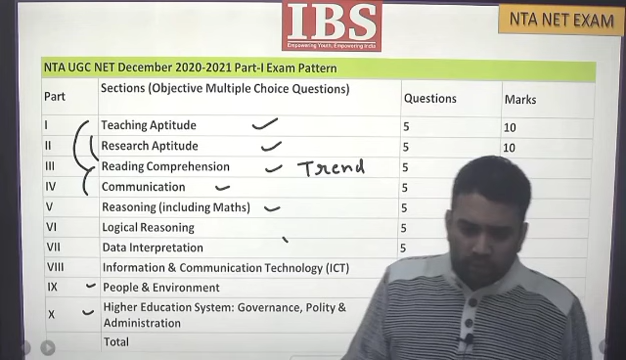 IBS
Empowering Youth, Empowering India
NTA NET EXAM
NTA UGC NET December 2020-2021 Part-I Exam Pattern
Part Sections (Objective Multiple Choice Questions) Questions Marks
I Teaching Aptitude 5 10
II Research Aptitude 5 10
III Reading Comprehension Trend 5
IV Communication 5
V Reasoning (including Maths) 5
VI Logical Reasoning 5
VII Data Interpretation 5
VIII Information & Communication Technology (ICT)
IX People & Environment
X Higher Education System: Governance, Polity &
Administration
Total